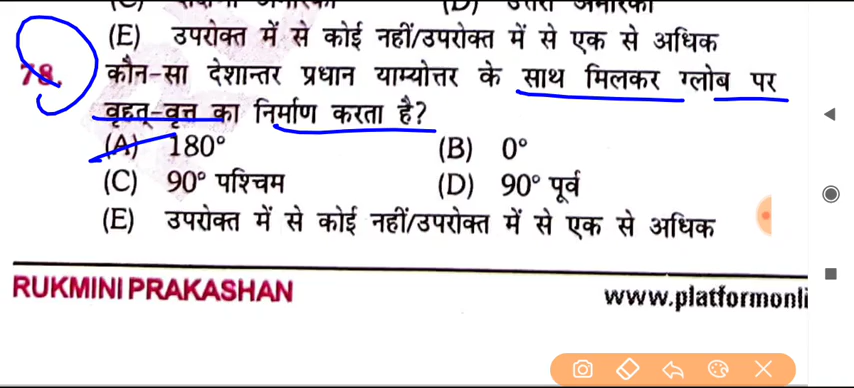 (E) उपरोक्त में से कोई नहीं/उपरोक्त में से एक से अधिक
78. कौन-सा देशान्तर प्रधान याम्योत्तर के साथ मिलकर ग्लोब पर
वृहत्-वृत्त का निर्माण करता है?
(A) 180° (B) 0°
(C) 90° पश्चिम (D) 90° पूर्व
(E) उपरोक्त में से कोई नहीं/उपरोक्त में से एक से अधिक
RUKMINI PRAKASHAN www.platformonli